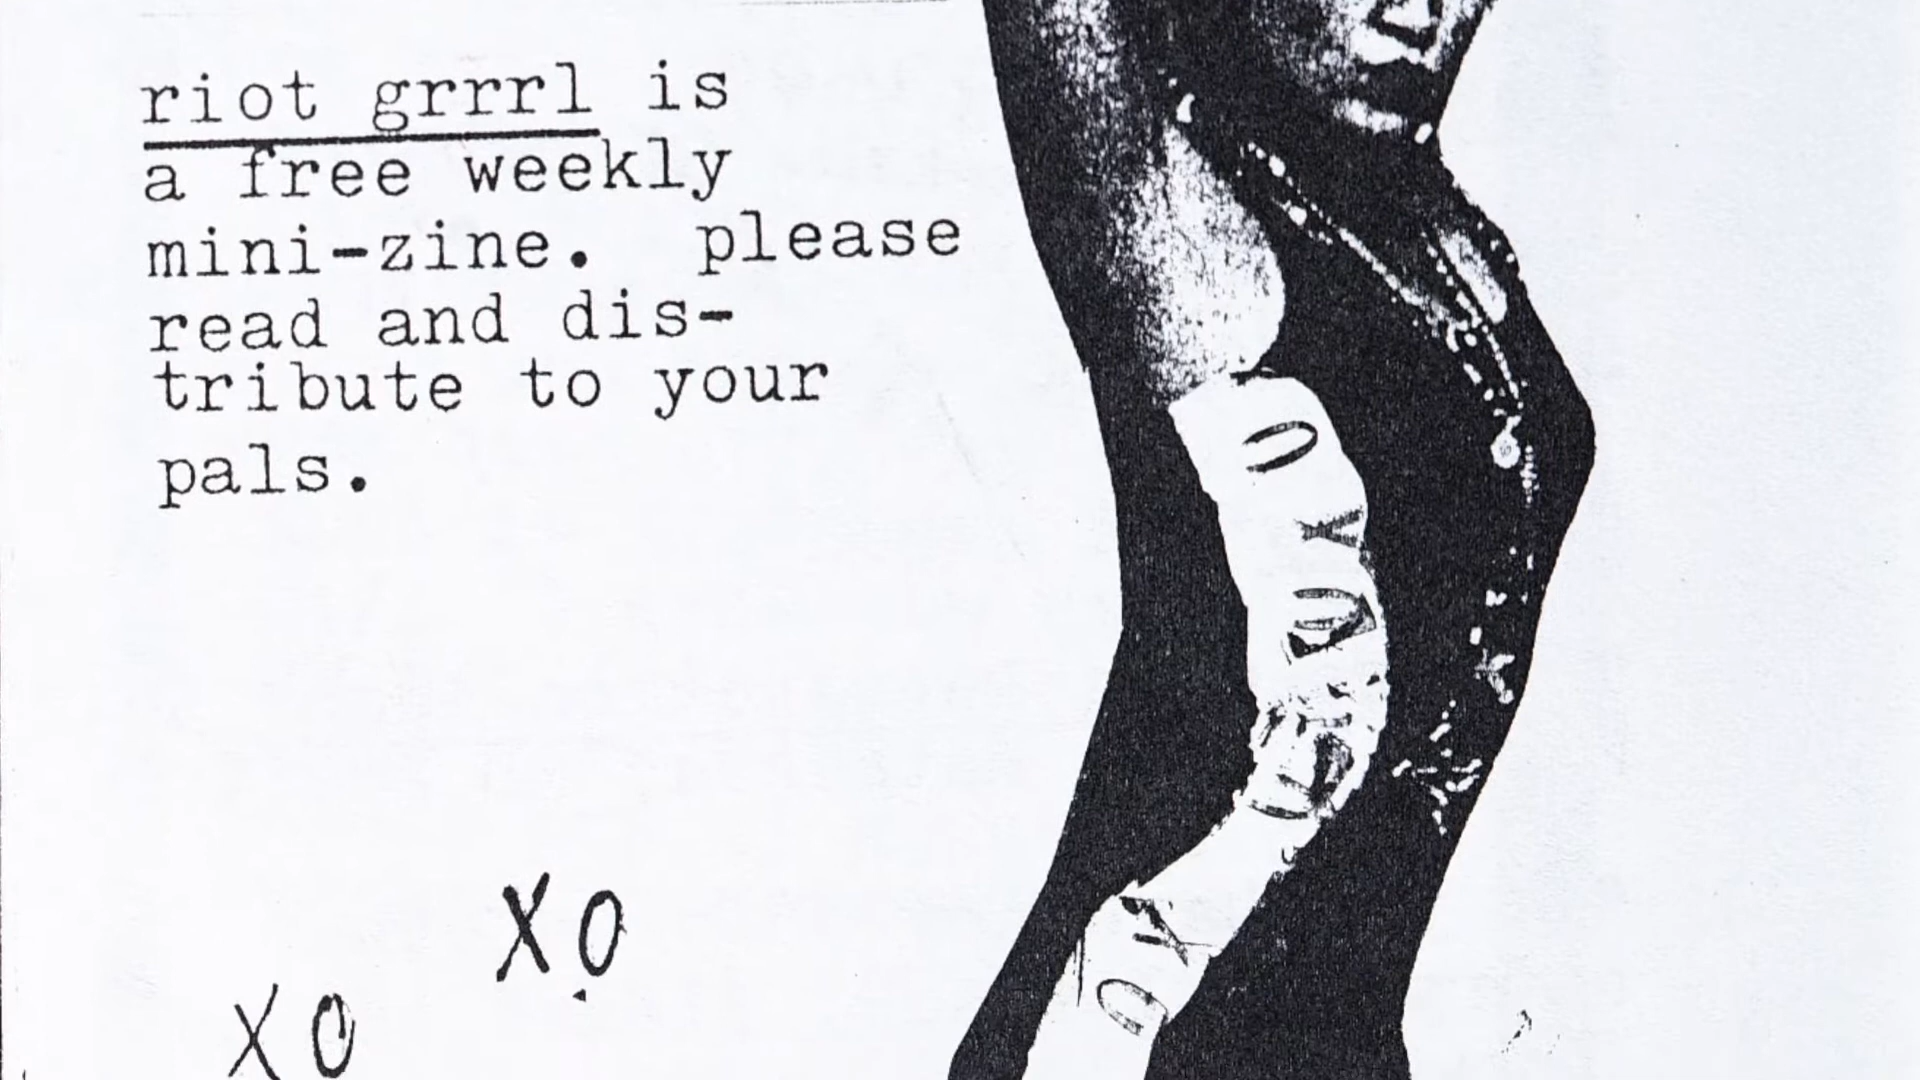 riot grrrl is
a free weekly
mini-zine. please
read and dis-
tribute to your
pals.
XO
XO